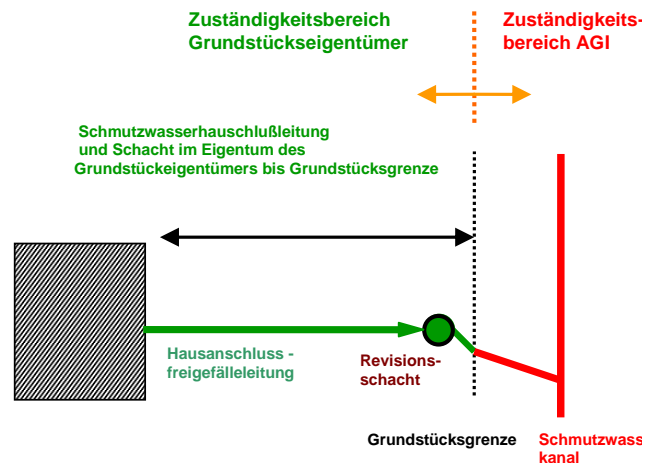 Zuständigkeitsbereich
Grundstückseigentümer
Zuständigkeits-
bereich AGI
Schmutzwasserhauschlußleitung
und Schacht im Eigentum des
Grundstückeigentümers bis Grundstücksgrenze
Hausanschluss -
freigefälleleitung
Revisions-
schacht
Grundstücksgrenze
Schmutzwass
kanal